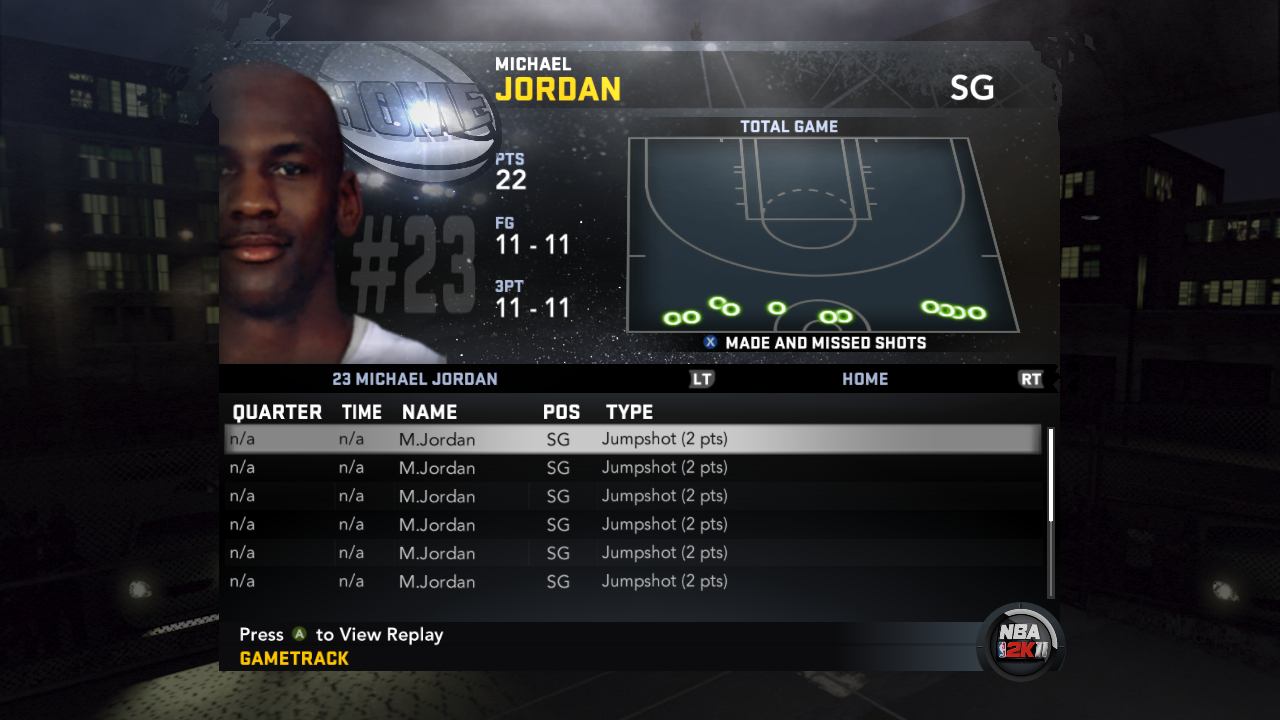 HOME
MICHAEL
JORDAN
SG
#23
PTS
22
FG
11 - 11
3PT
11 - 11
TOTAL GAME
X MADE AND MISSED SHOTS
23 MICHAEL JORDAN LT HOME RT
QUARTER TIME NAME POS TYPE
n/a n/a M.Jordan SG Jumpshot (2 pts)
n/a n/a M.Jordan SG Jumpshot (2 pts)
n/a n/a M.Jordan SG Jumpshot (2 pts)
n/a n/a M.Jordan SG Jumpshot (2 pts)
n/a n/a M.Jordan SG Jumpshot (2 pts)
n/a n/a M.Jordan SG Jumpshot (2 pts)
Press A to View Replay
GAMETRACK
NBA
2K11